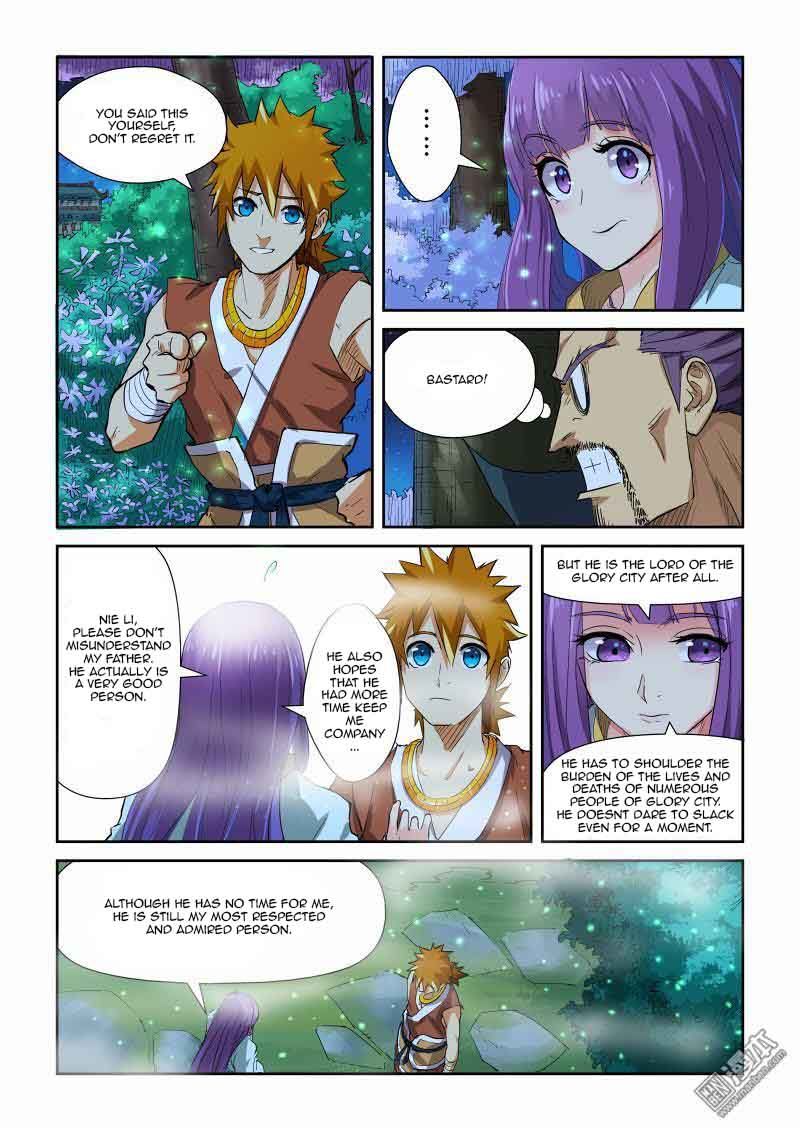 YOU SAID THIS
YOURSELF,
DON'T REGRET IT.
......
BASTARD!
NIE LI,
PLEASE DON'T
MISUNDERSTAND
MY FATHER.
HE ACTUALLY IS
A VERY GOOD
PERSON.
HE ALSO
HOPES
THAT HE
HAD MORE
TIME KEEP
ME
COMPANY
...
BUT HE IS THE LORD OF THE
GLORY CITY AFTER ALL.
HE HAS TO SHOULDER THE
BURDEN OF THE LIVES AND
DEATHS OF NUMEROUS
PEOPLE OF GLORY CITY.
HE DOESNT DARE TO SLACK
EVEN FOR A MOMENT.
ALTHOUGH HE HAS NO TIME FOR ME,
HE IS STILL MY MOST RESPECTED
AND ADMIRED PERSON.
漫本